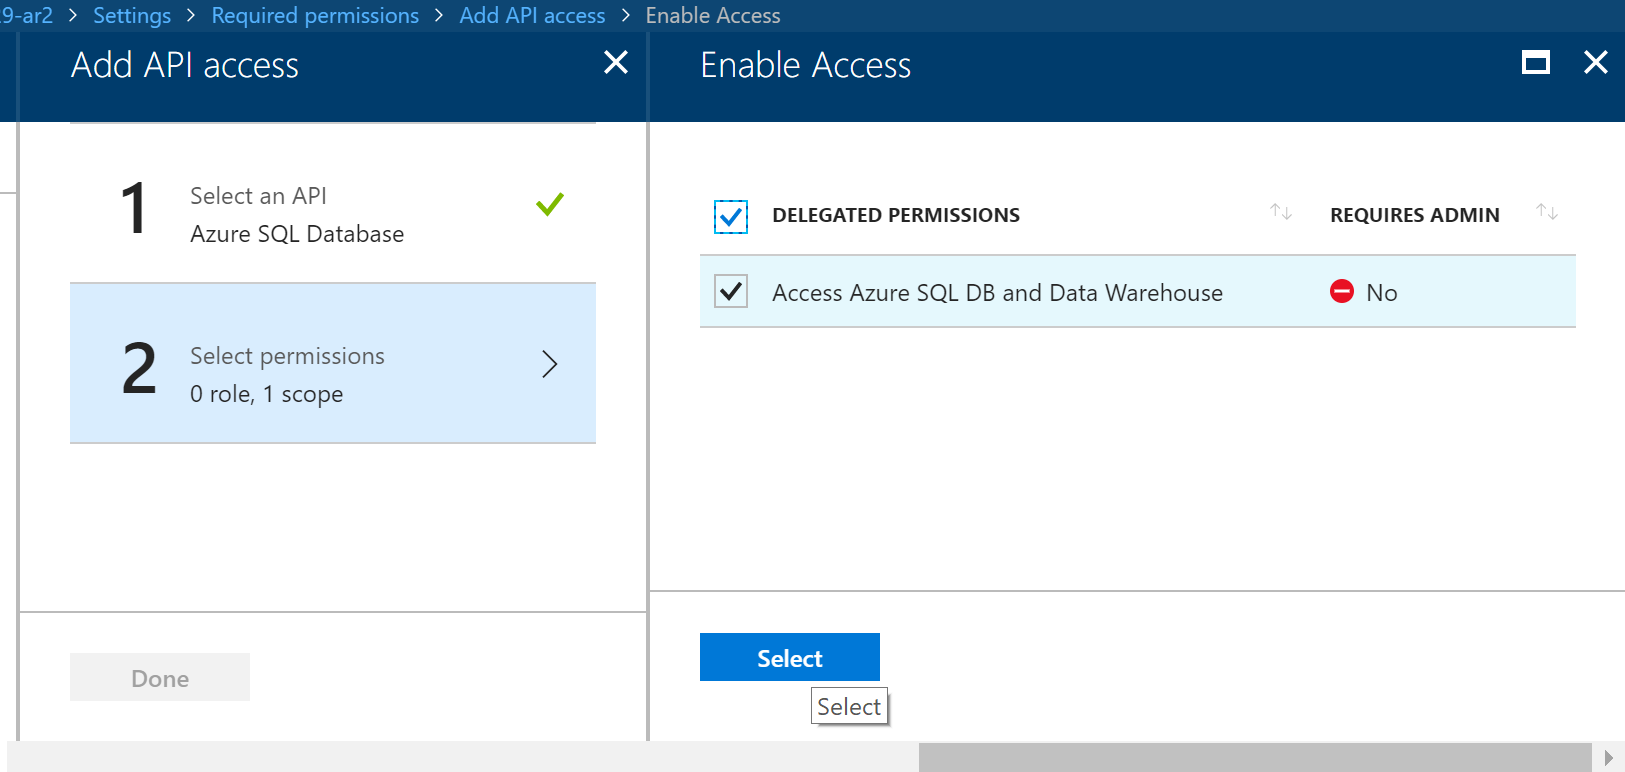 29-ar2 > Settings > Required permissions > Add API access > Enable Access
Add API access
1
Select an API
Azure SQL Database
2
Select permissions
0 role, 1 scope
Done
Enable Access
DELEGATED PERMISSIONS
REQUIRES ADMIN
Access Azure SQL DB and Data Warehouse
No
Select
Select